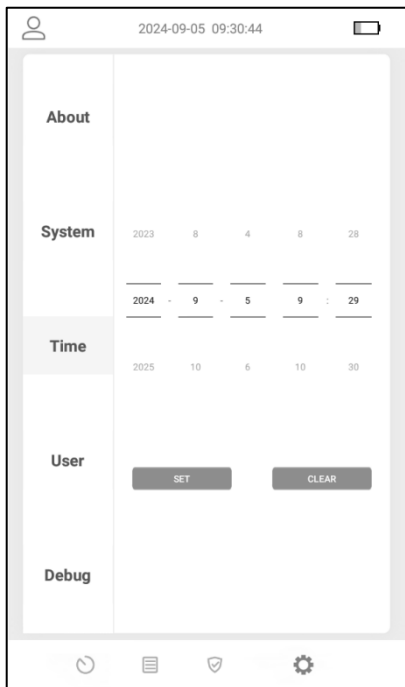 2024-09-05 09:30:44
About
System
2023 8 4 8 28
2024 - 9 - 5 9 : 29
Time
2025 10 6 10 30
User
SET CLEAR
Debug